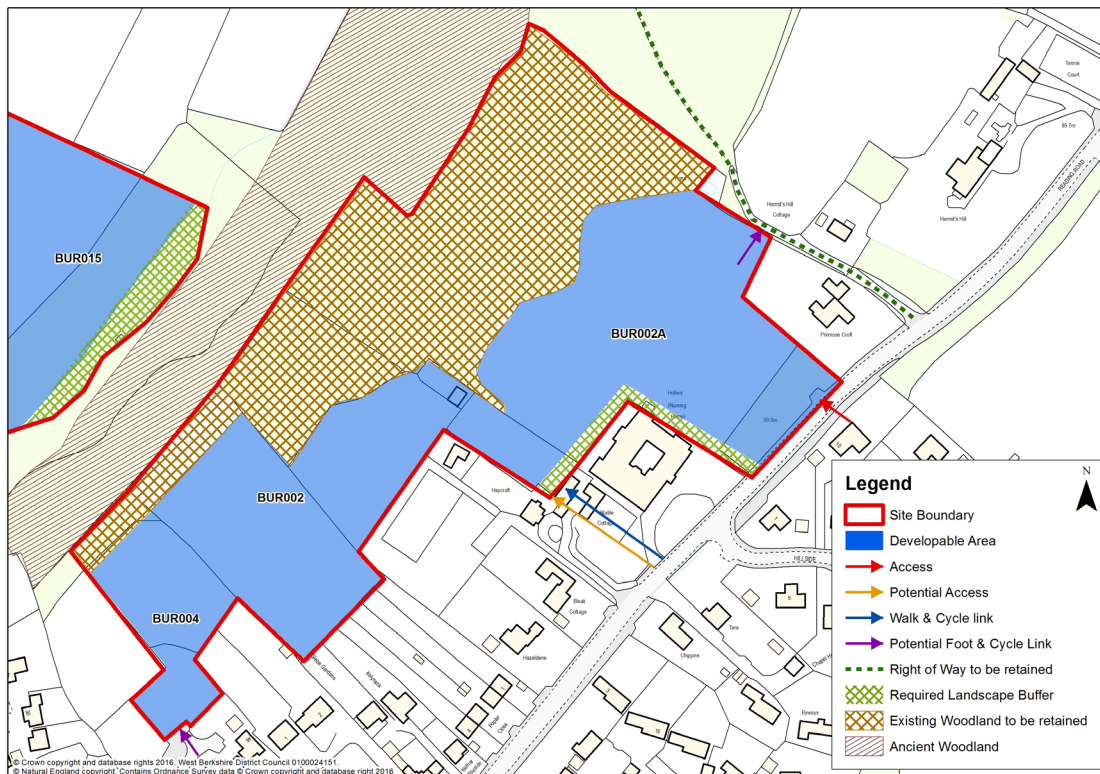 Tennis
Court
89.7m
READING ROAD
Hermit's Hill
Cottage
Hermit's Hill
BUR015
Primrose Croft
BUR002A
Hollies
(Nursing
BUR002
Haycroft
Stable
Cottage
HILLSIDE
BUR004
Bleak
Cottage
Hazeldene
Tara
Chippins
Byways
Legend
Site Boundary
Developable Area
Access
Potential Access
Walk & Cycle link
Potential Foot & Cycle Link
Right of Way to be retained
Required Landscape Buffer
Existing Woodland to be retained
Ancient Woodland
N
© Crown copyright and database rights 2016. West Berkshire District Council 0100024151.
© Natural England copyright. Contains Ordnance Survey data © Crown copyright and database right 2016